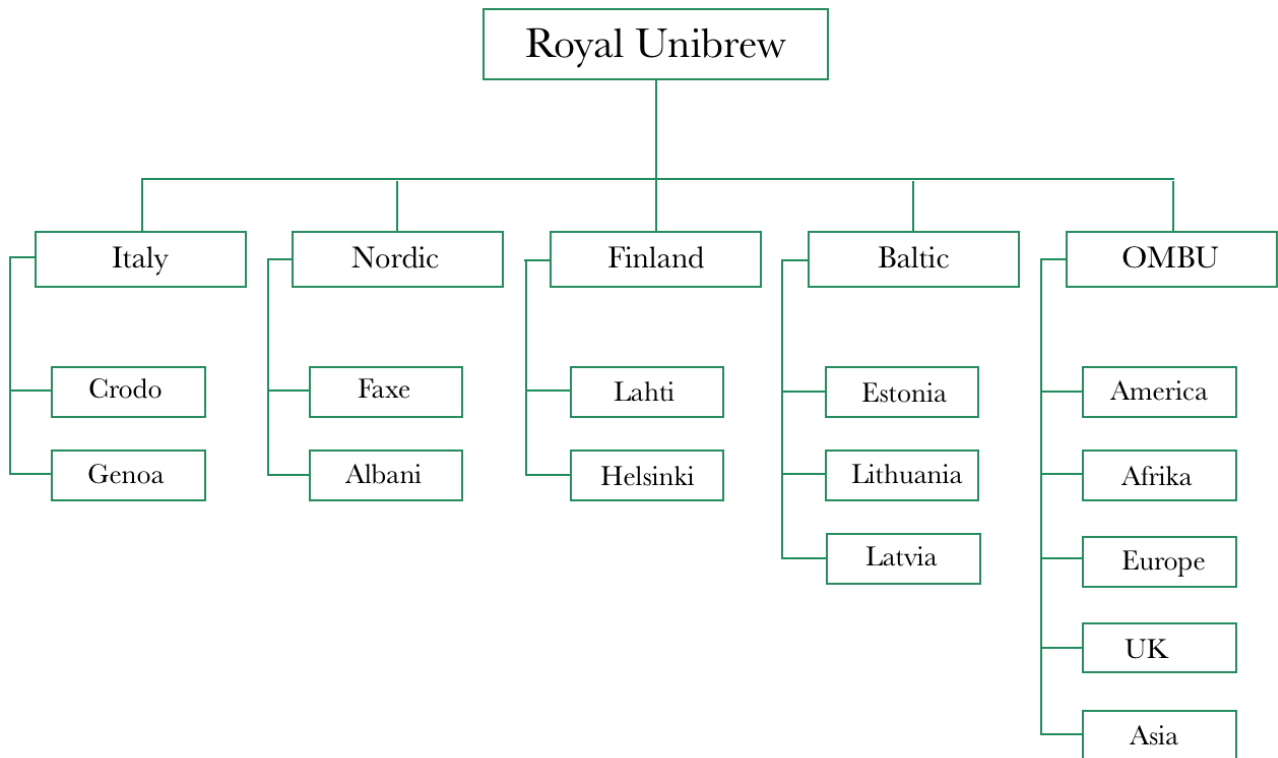 Royal Unibrew
Italy
Nordic
Finland
Baltic
OMBU
Crodo
Faxe
Lahti
Estonia
America
Genoa
Albani
Helsinki
Lithuania
Afrika
Latvia
Europe
UK
Asia